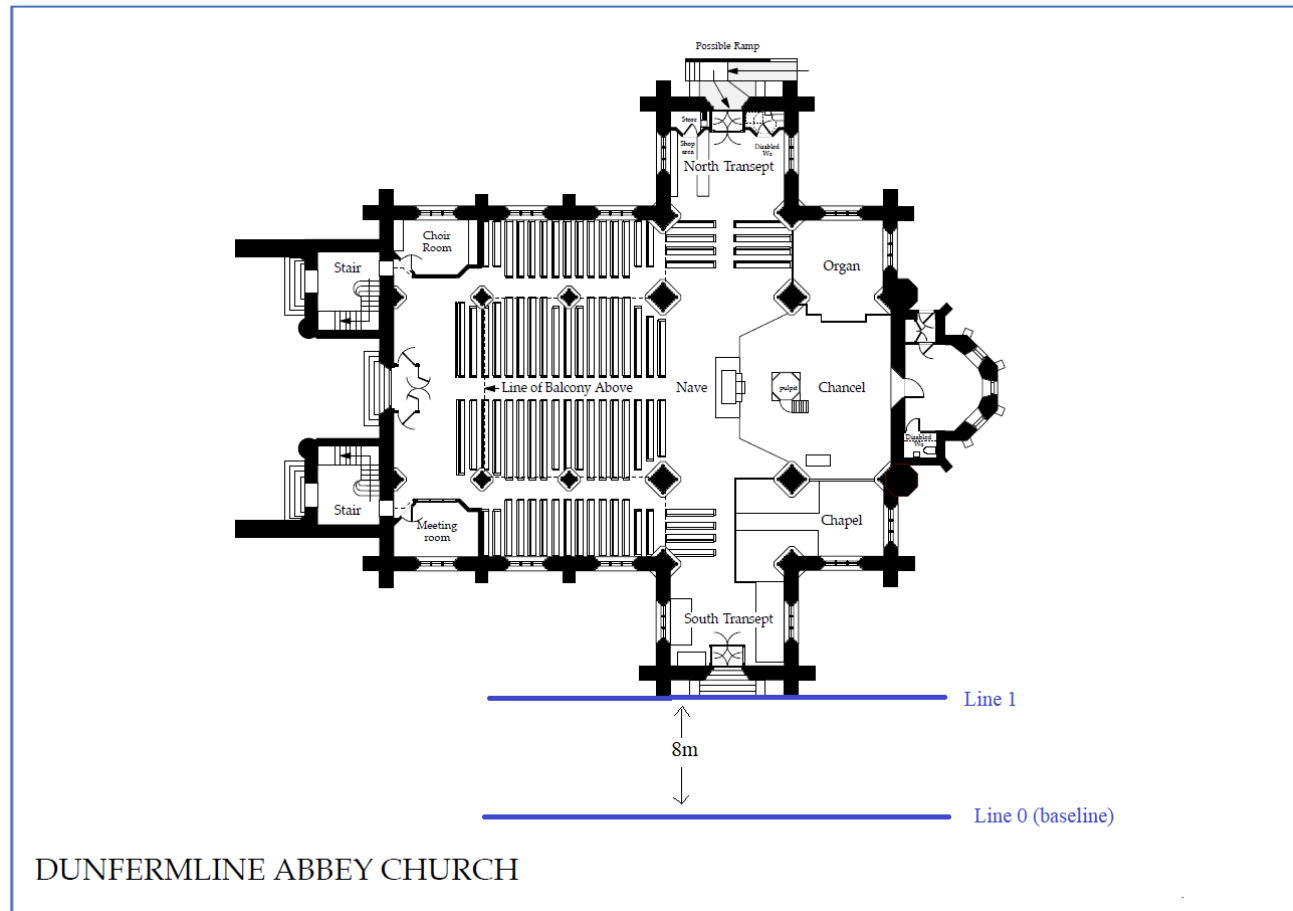 Possible Ramp
Store
Shop
area
Disabled
Wc
North Transept
Choir
Room
Stair
Organ
Line of Balcony Above
Nave
pulpit
Chancel
Disabled
Wc
Stair
Meeting
room
Chapel
South Transept
Line 1
8m
Line 0 (baseline)
DUNFERMLINE ABBEY CHURCH